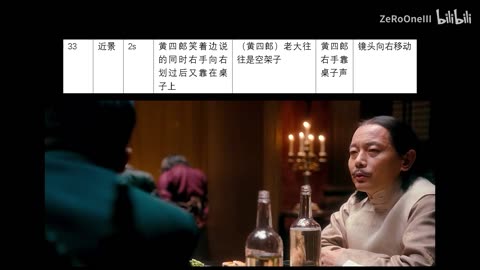 ZeRoOneIII bilibili
33 近景 2s 黄四郎笑着边说 （黄四郎）老大往 黄四郎 镜头向右移动
的同时右手向右 往是空架子 右手靠
划过后又靠在桌 桌子声
子上